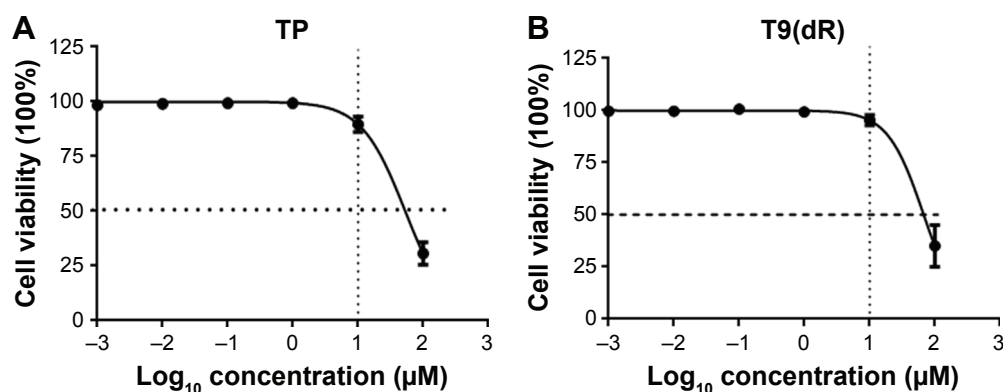 A
TP
Cell viability (100%)
125
100
75
50
25
0
–3 –2 –1 0 1 2 3
Log₁₀ concentration (µM)
B
T9(dR)
Cell viability (100%)
125
100
75
50
25
0
–3 –2 –1 0 1 2 3
Log₁₀ concentration (µM)